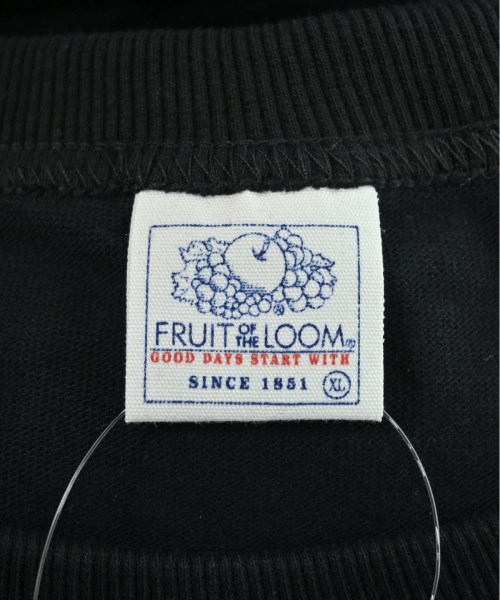 ®
FRUIT OF THE LOOM®
GOOD DAYS START WITH
SINCE 1851 XL